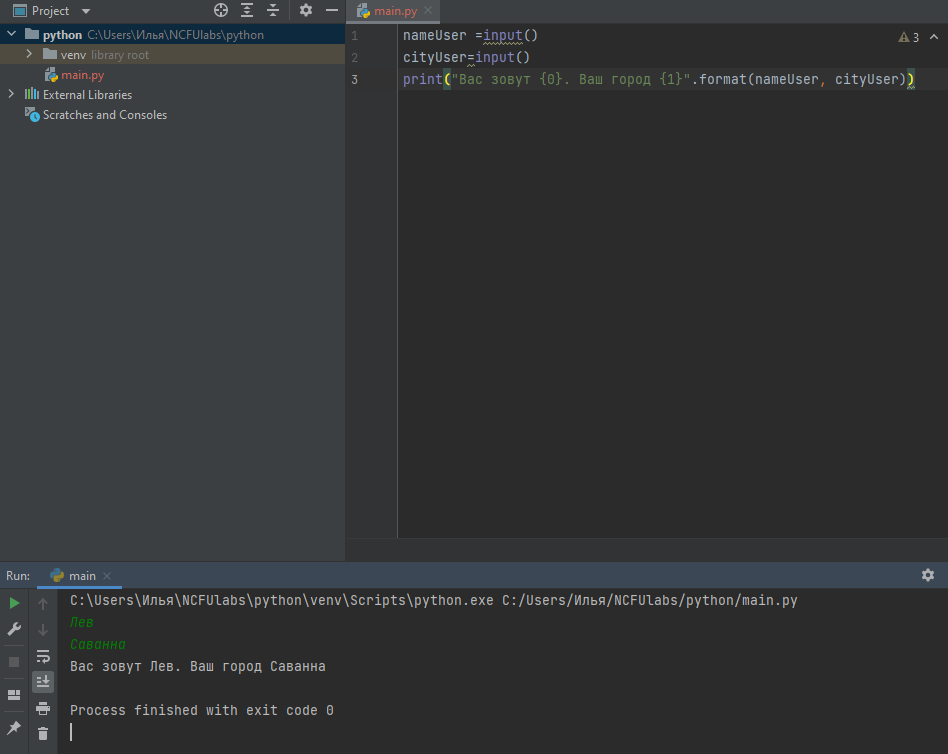 Project
main.py
python C:\Users\Илья\NCFUlabs\python
venv library root
main.py
External Libraries
Scratches and Consoles
1 nameUser =input()
2 cityUser=input()
3 print("Вас зовут {0}. Ваш город {1}".format(nameUser, cityUser))
3
Run: main
C:\Users\Илья\NCFUlabs\python\venv\Scripts\python.exe C:/Users/Илья/NCFUlabs/python/main.py
Лев
Саванна
Вас зовут Лев. Ваш город Саванна
Process finished with exit code 0